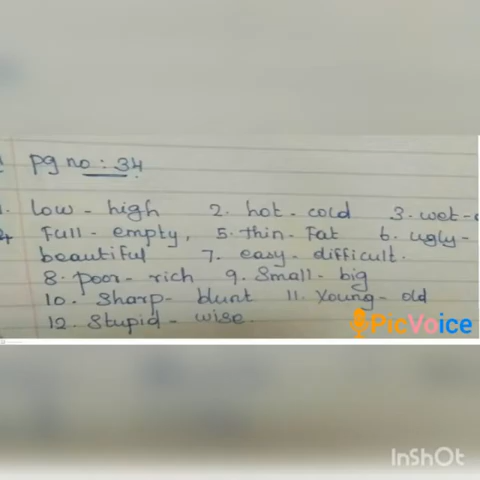 pg no : 34
1. Low - high 2. hot - cold 3. wet -
4 Full - empty, 5. thin - Fat 6. ugly -
beautiful 7. easy - difficult.
8. poor - rich 9. Small - big
10. Sharp - blunt 11. Young - old
12. Stupid - wise.
PicVoice
InShOt